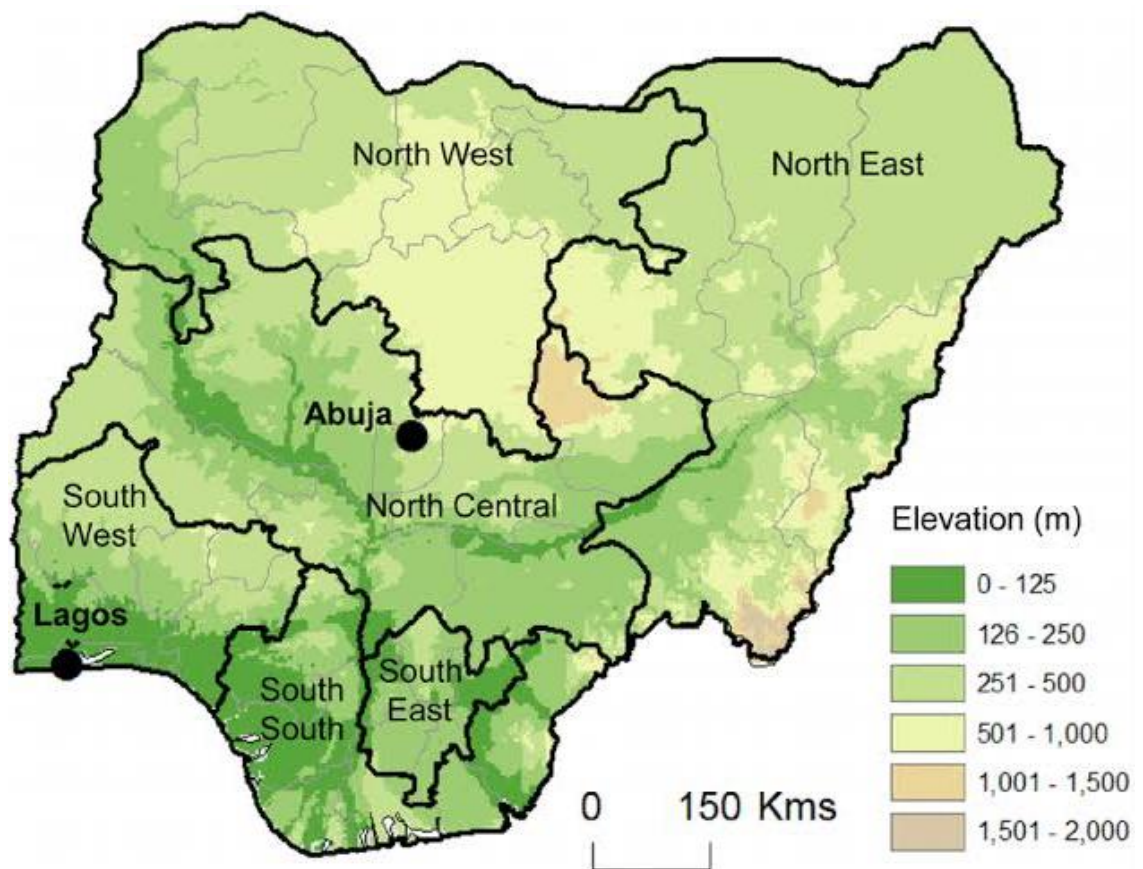 North West
North East
Abuja
North Central
South
West
Lagos
South
South
South
East
Elevation (m)
0 - 125
126 - 250
251 - 500
501 - 1,000
1,001 - 1,500
1,501 - 2,000
0 150 Kms